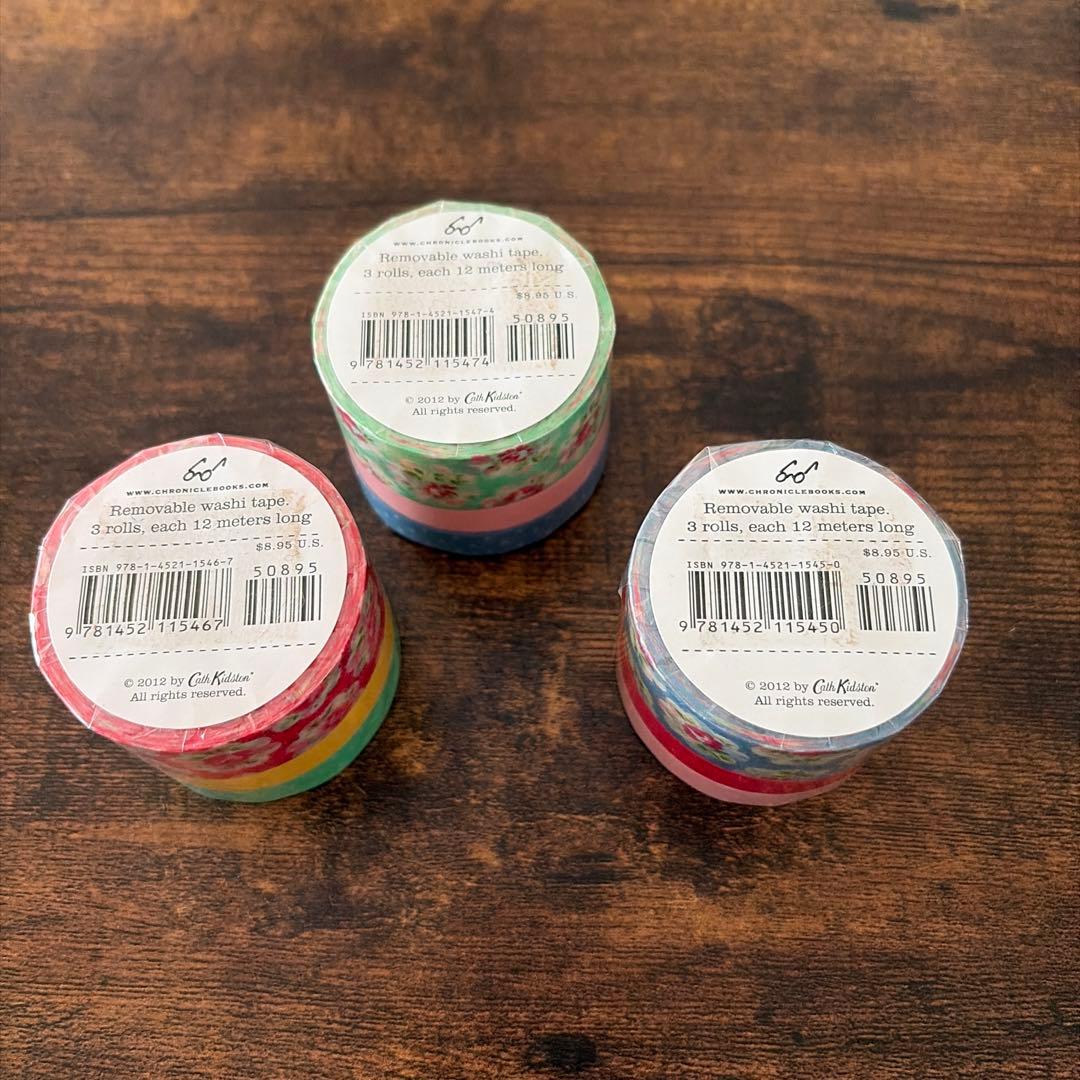 WWW.CHRONICLEBOOKS.COM
Removable washi tape.
3 rolls, each 12 meters long
$8.95 U.S.
ISBN 978-1-4521-1547-4
50895
9 781452 115474
© 2012 by Cath Kidston®
All rights reserved.
WWW.CHRONICLEBOOKS.COM
Removable washi tape.
3 rolls, each 12 meters long
$8.95 U.S.
ISBN 978-1-4521-1546-7
50895
9 781452 115467
© 2012 by Cath Kidston®
All rights reserved.
WWW.CHRONICLEBOOKS.COM
Removable washi tape.
3 rolls, each 12 meters long
$8.95 U.S.
ISBN 978-1-4521-1545-0
50895
9 781452 115450
© 2012 by Cath Kidston®
All rights reserved.